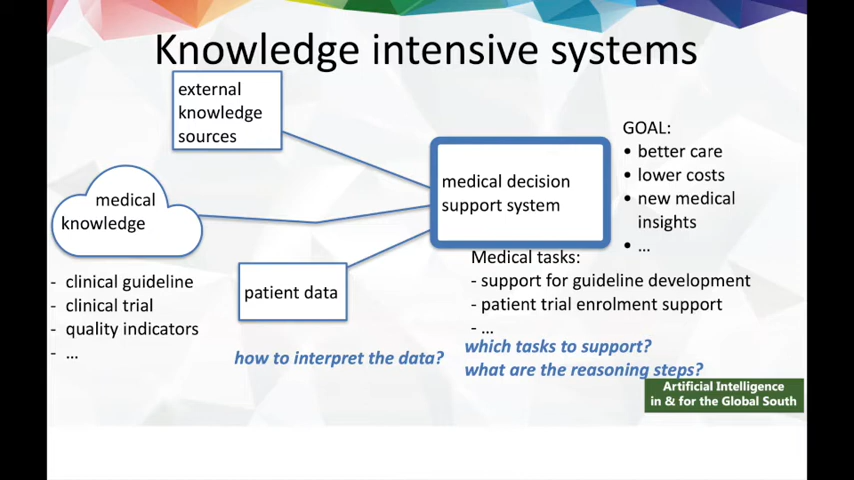 Knowledge intensive systems
external
knowledge
sources
medical
knowledge
- clinical guideline
- clinical trial
- quality indicators
- ...
patient data
how to interpret the data?
medical decision
support system
GOAL:
• better care
• lower costs
• new medical
insights
• ...
Medical tasks:
- support for guideline development
- patient trial enrolment support
- ...
which tasks to support?
what are the reasoning steps?
Artificial Intelligence
in & for the Global South